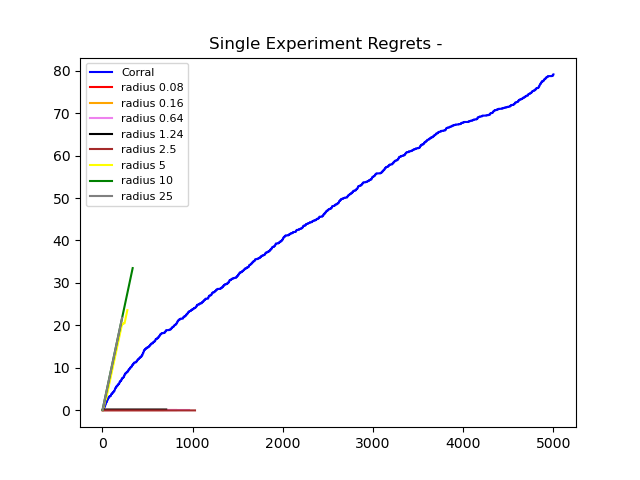 Single Experiment Regrets -
80
70
60
50
40
30
20
10
0
Corral
radius 0.08
radius 0.16
radius 0.64
radius 1.24
radius 2.5
radius 5
radius 10
radius 25
0 1000 2000 3000 4000 5000